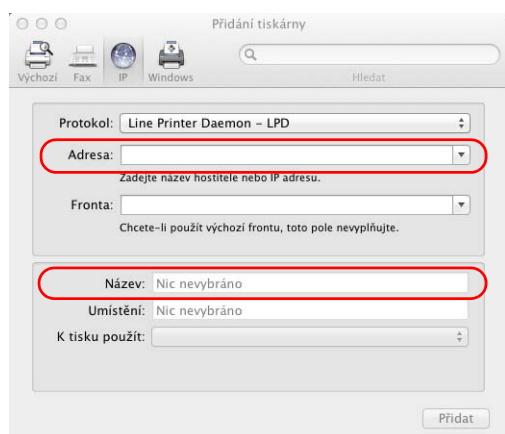 Přidání tiskárny
Výchozí Fax IP Windows Hledat
Protokol: Line Printer Daemon – LPD
Adresa:
Zadejte název hostitele nebo IP adresu.
Fronta:
Chcete-li použít výchozí frontu, toto pole nevyplňujte.
Název: Nic nevybráno
Umístění: Nic nevybráno
K tisku použít:
Přidat